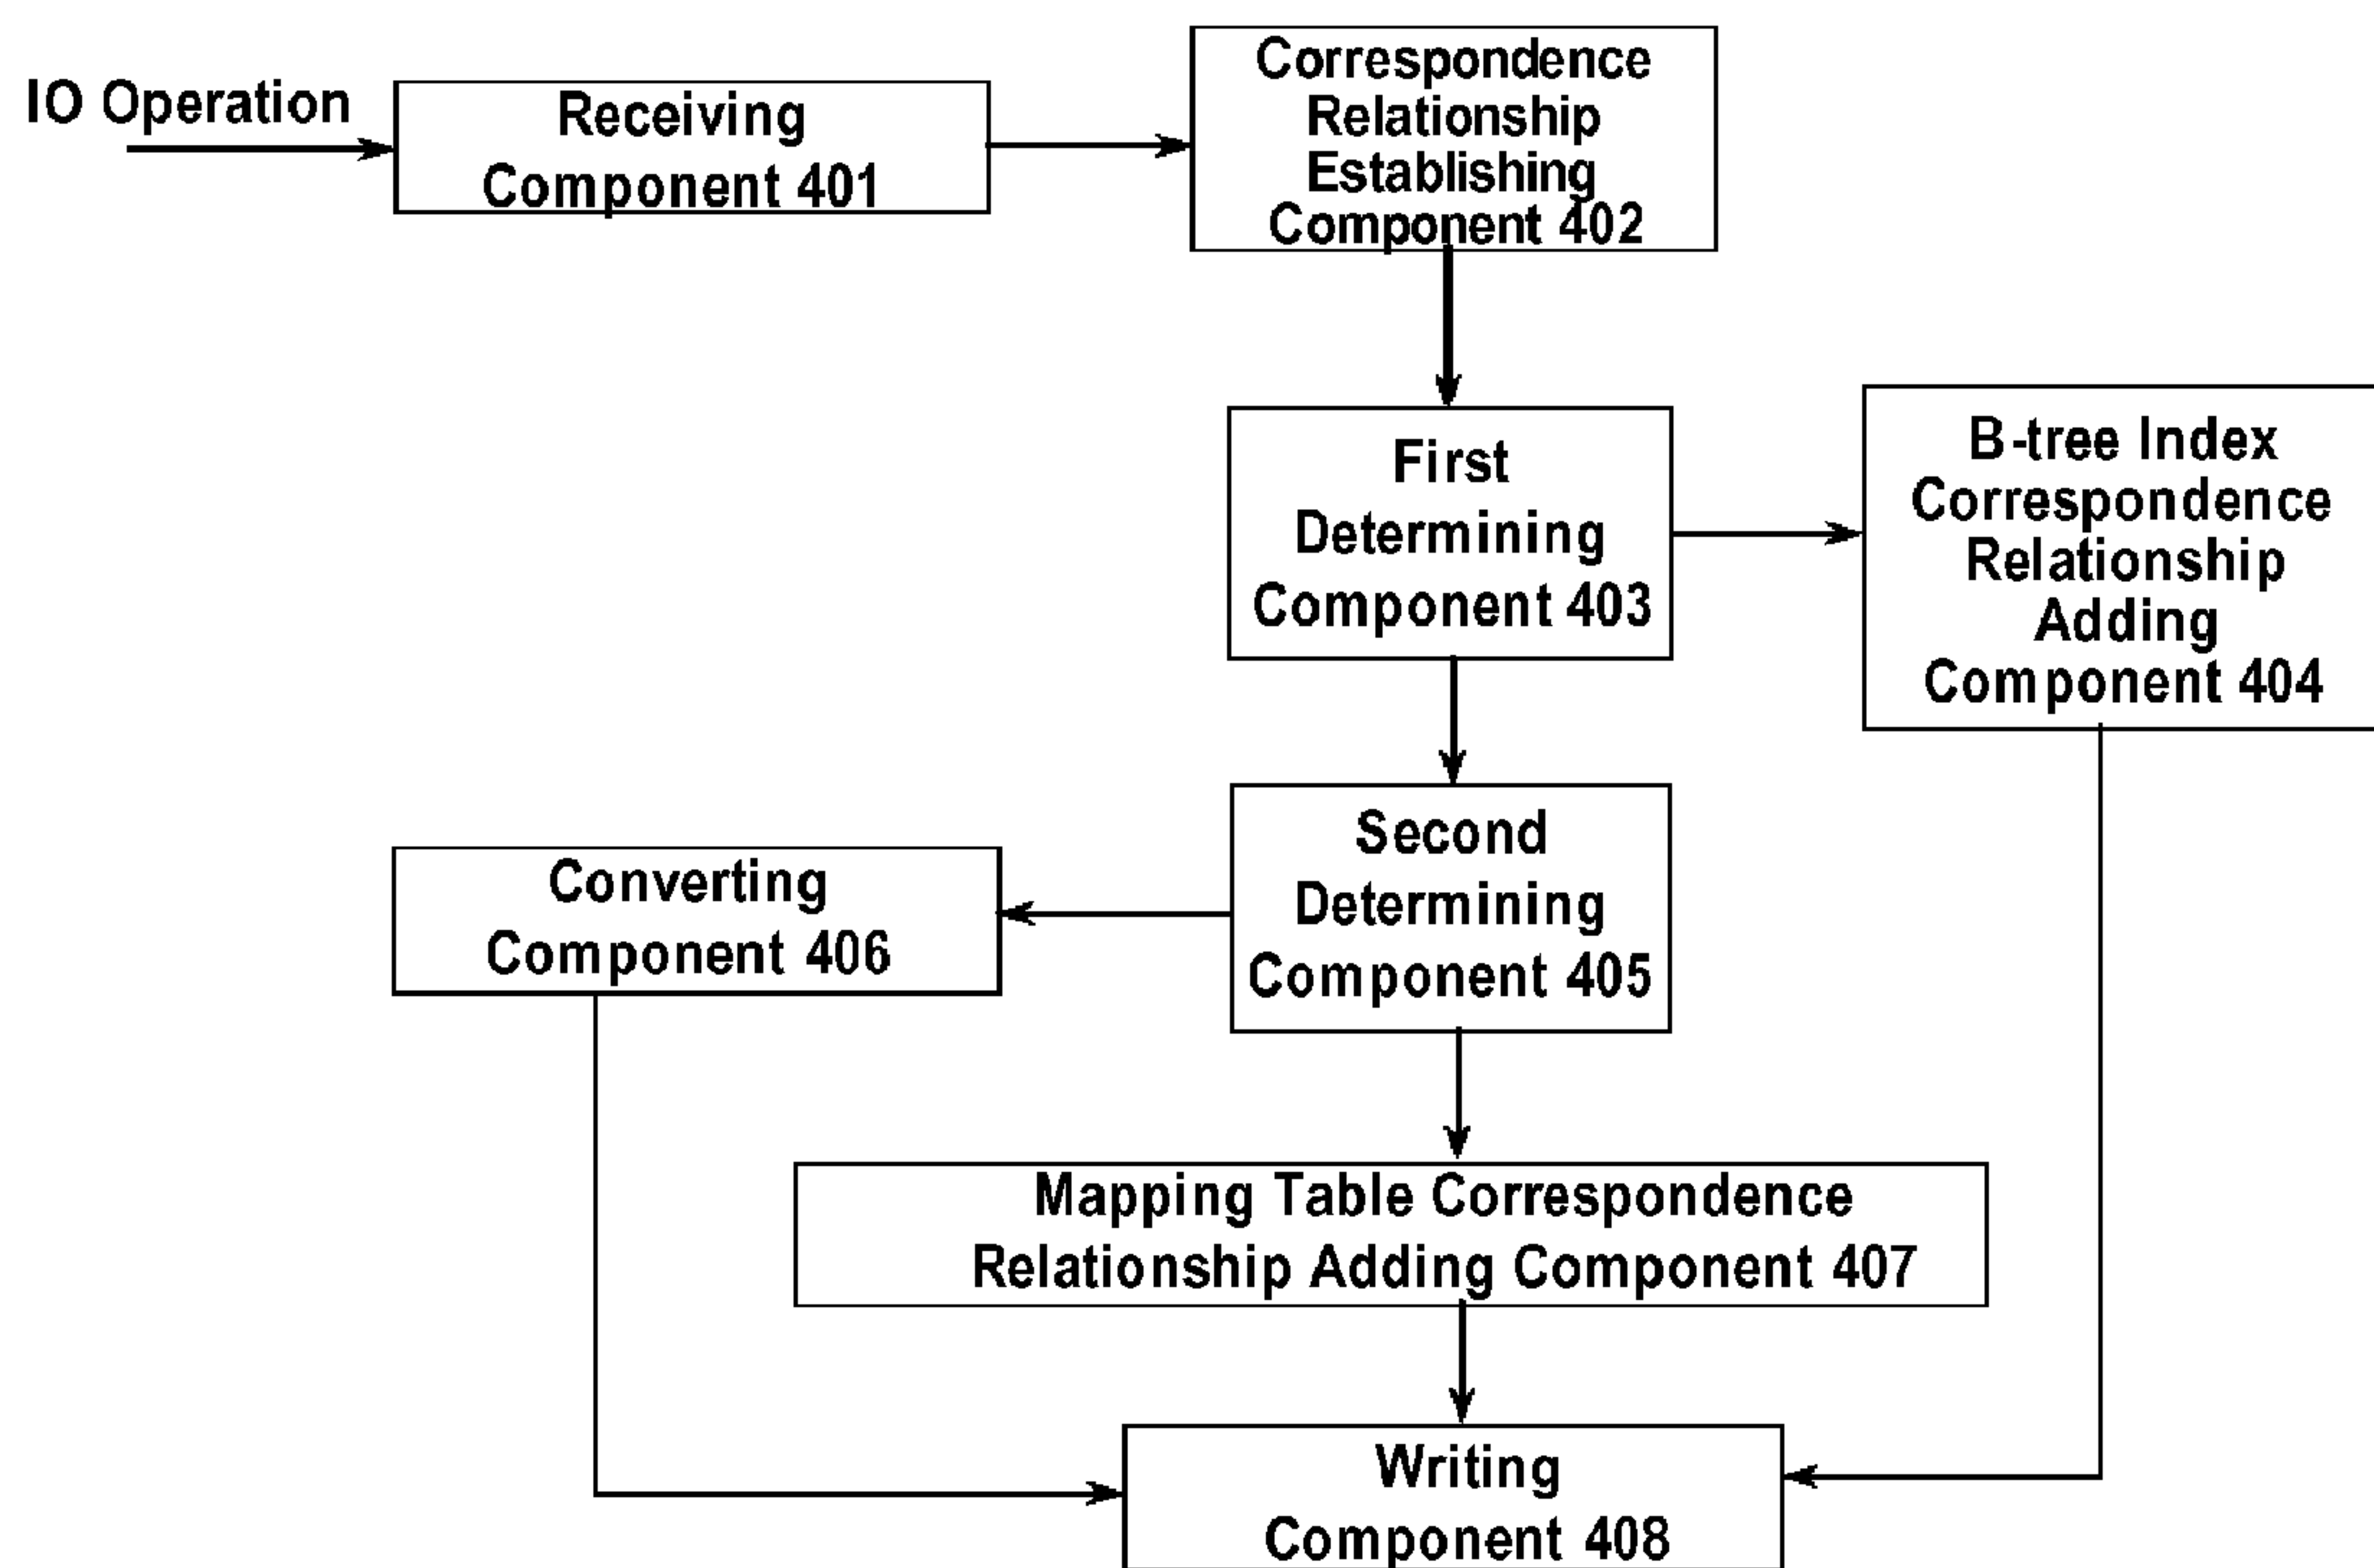 IO Operation
Receiving
Component 401
Correspondence
Relationship
Establishing
Component 402
First
Determining
Component 403
B-tree Index
Correspondence
Relationship
Adding
Component 404
Second
Determining
Component 405
Converting
Component 406
Mapping Table Correspondence
Relationship Adding Component 407
Writing
Component 408